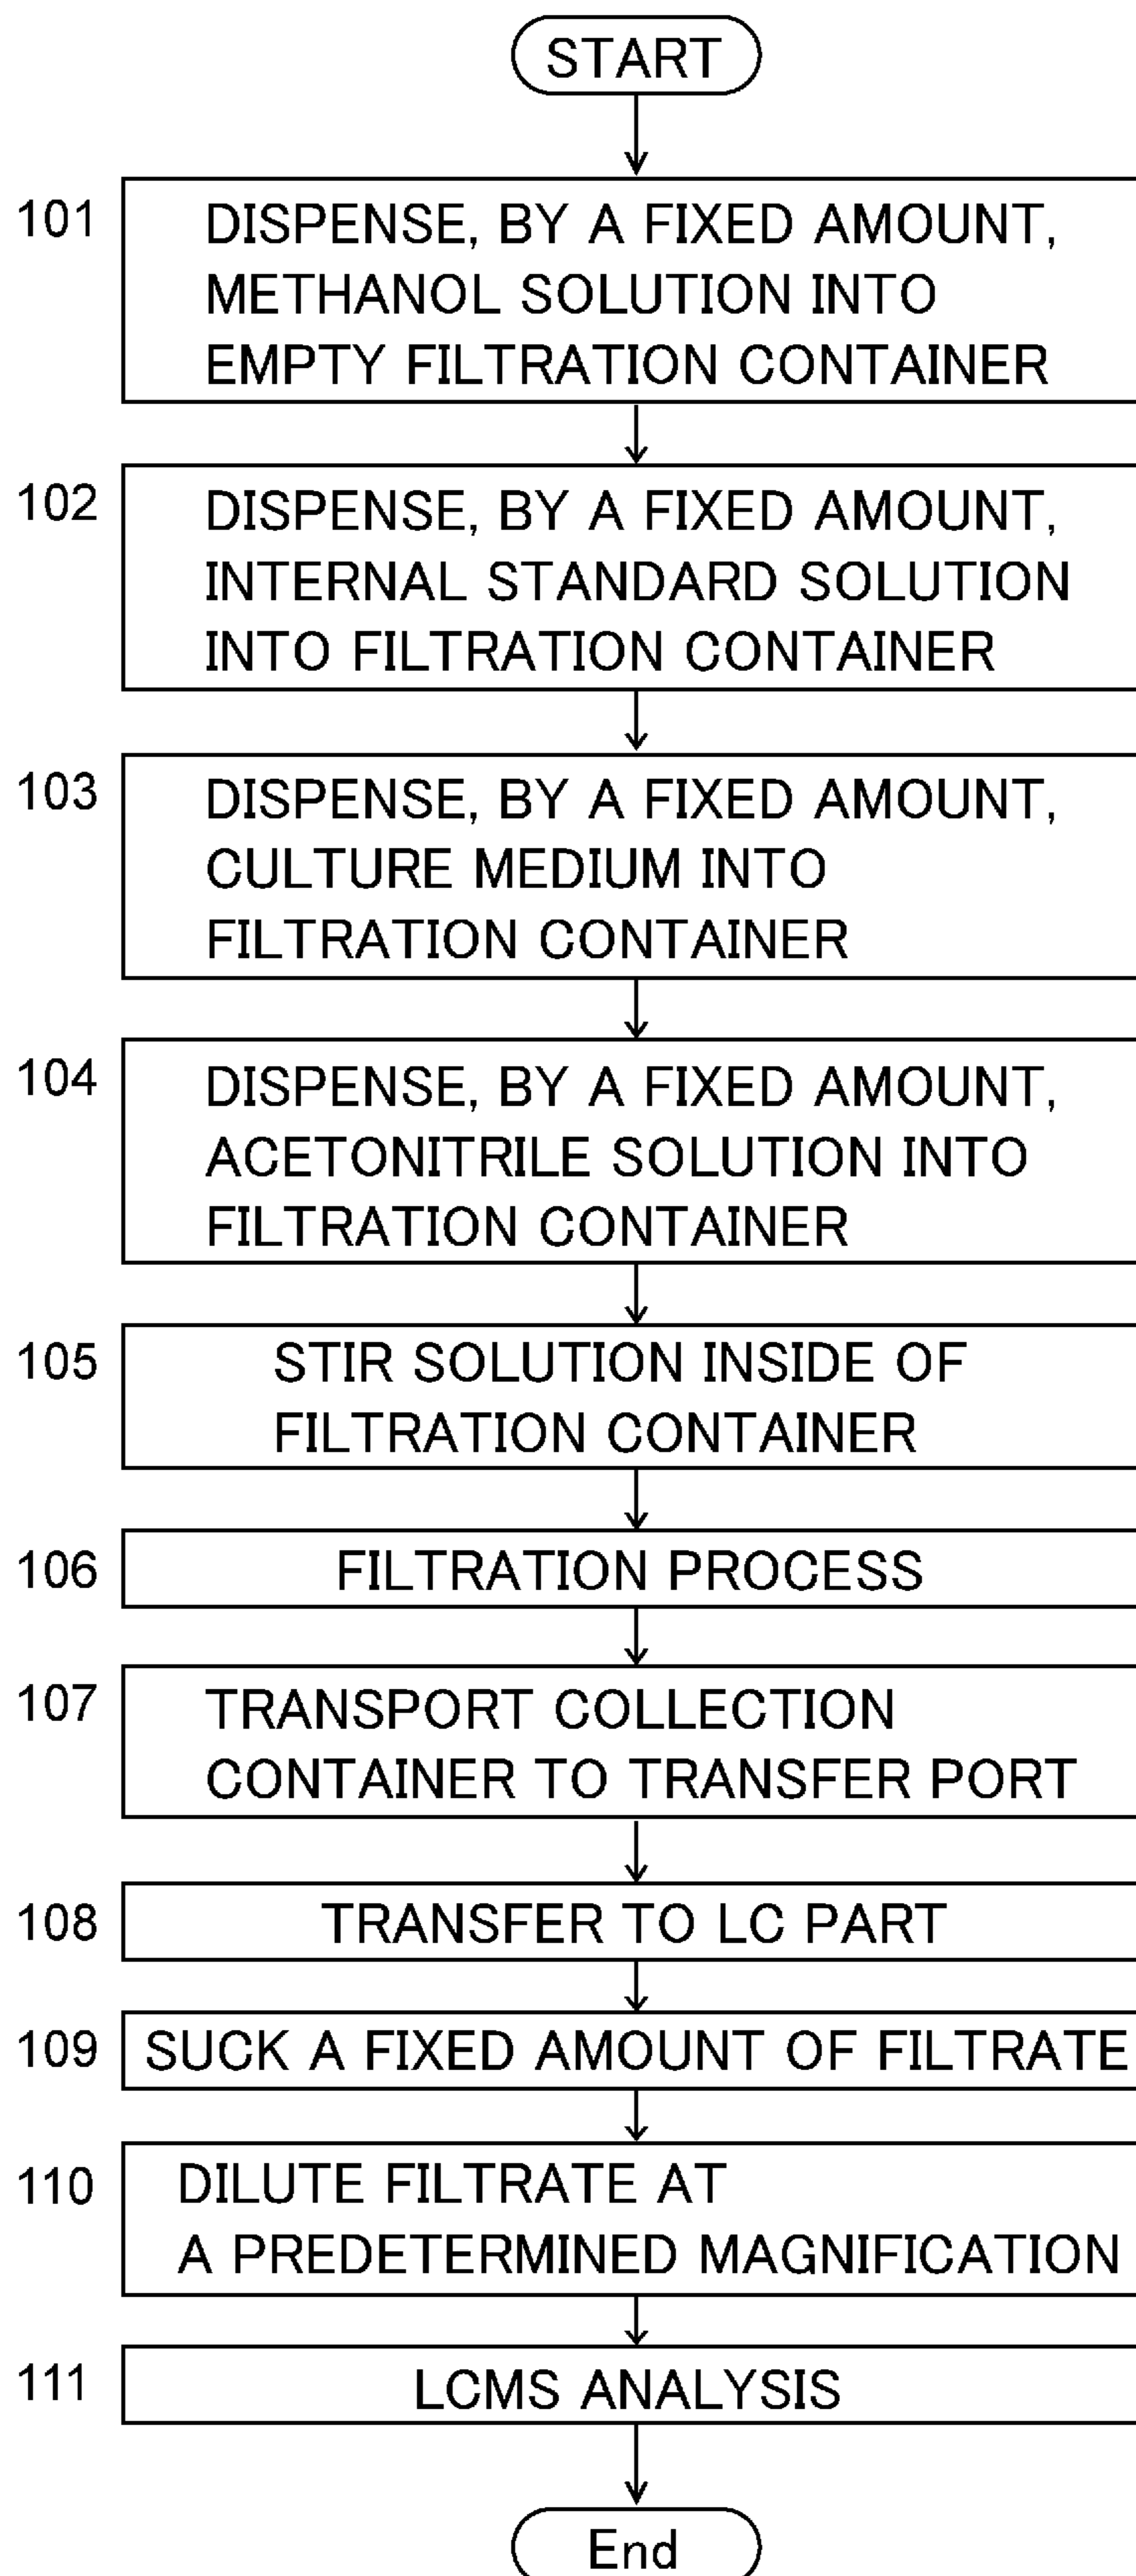 START
101
DISPENSE, BY A FIXED AMOUNT,
METHANOL SOLUTION INTO
EMPTY FILTRATION CONTAINER
102
DISPENSE, BY A FIXED AMOUNT,
INTERNAL STANDARD SOLUTION
INTO FILTRATION CONTAINER
103
DISPENSE, BY A FIXED AMOUNT,
CULTURE MEDIUM INTO
FILTRATION CONTAINER
104
DISPENSE, BY A FIXED AMOUNT,
ACETONITRILE SOLUTION INTO
FILTRATION CONTAINER
105
STIR SOLUTION INSIDE OF
FILTRATION CONTAINER
106
FILTRATION PROCESS
107
TRANSPORT COLLECTION
CONTAINER TO TRANSFER PORT
108
TRANSFER TO LC PART
109
SUCK A FIXED AMOUNT OF FILTRATE
110
DILUTE FILTRATE AT
A PREDETERMINED MAGNIFICATION
111
LCMS ANALYSIS
End